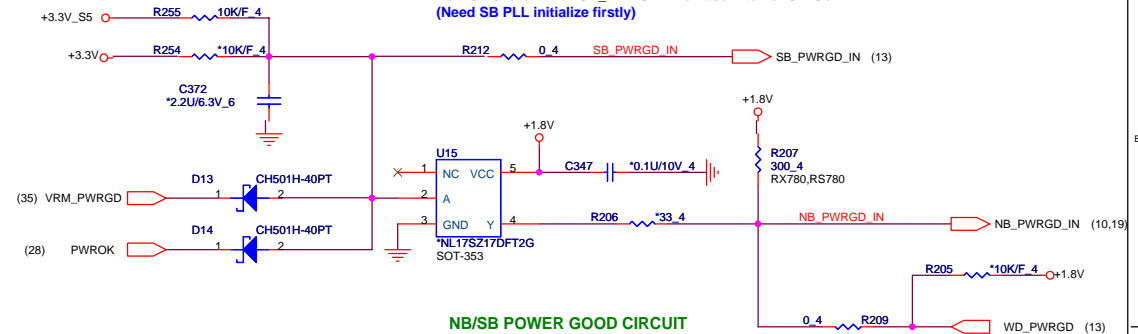 (Need SB PLL initialize firstly)
+3.3V_S5
R255
10K/F_4
+3.3V
R254
*10K/F_4
R212
0_4
SB_PWRGD_IN
SB_PWRGD_IN (13)
C372
*2.2U/6.3V_6
+1.8V
+1.8V
U15
1
NC
VCC
5
C347
*0.1U/10V_4
R207
300_4
RX780,RS780
(35) VRM_PWRGD
D13
CH501H-40PT
1
2
2
A
3
GND
Y
4
R206
*33_4
NB_PWRGD_IN
NB_PWRGD_IN (10,19)
(28) PWROK
D14
CH501H-40PT
1
2
*NL17SZ17DFT2G
SOT-353
R205
*10K/F_4
+1.8V
NB/SB POWER GOOD CIRCUIT
0_4
R209
WD_PWRGD (13)